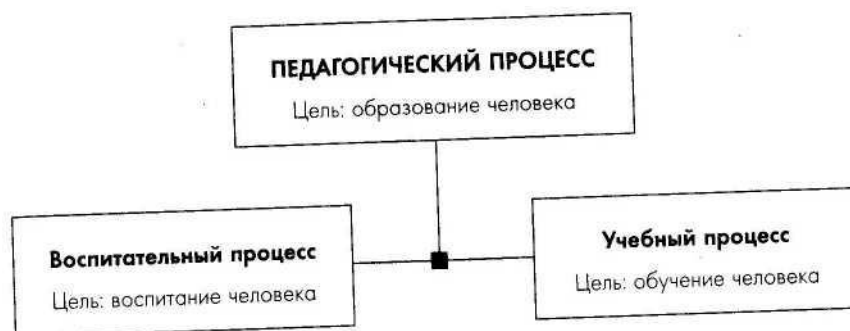 ПЕДАГОГИЧЕСКИЙ ПРОЦЕСС
Цель: образование человека
Воспитательный процесс
Цель: воспитание человека
Учебный процесс
Цель: обучение человека